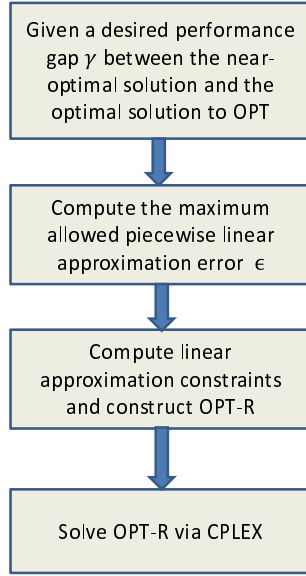 Given a desired performance
gap γ between the near-
optimal solution and the
optimal solution to OPT
Compute the maximum
allowed piecewise linear
approximation error ϵ
Compute linear
approximation constraints
and construct OPT-R
Solve OPT-R via CPLEX